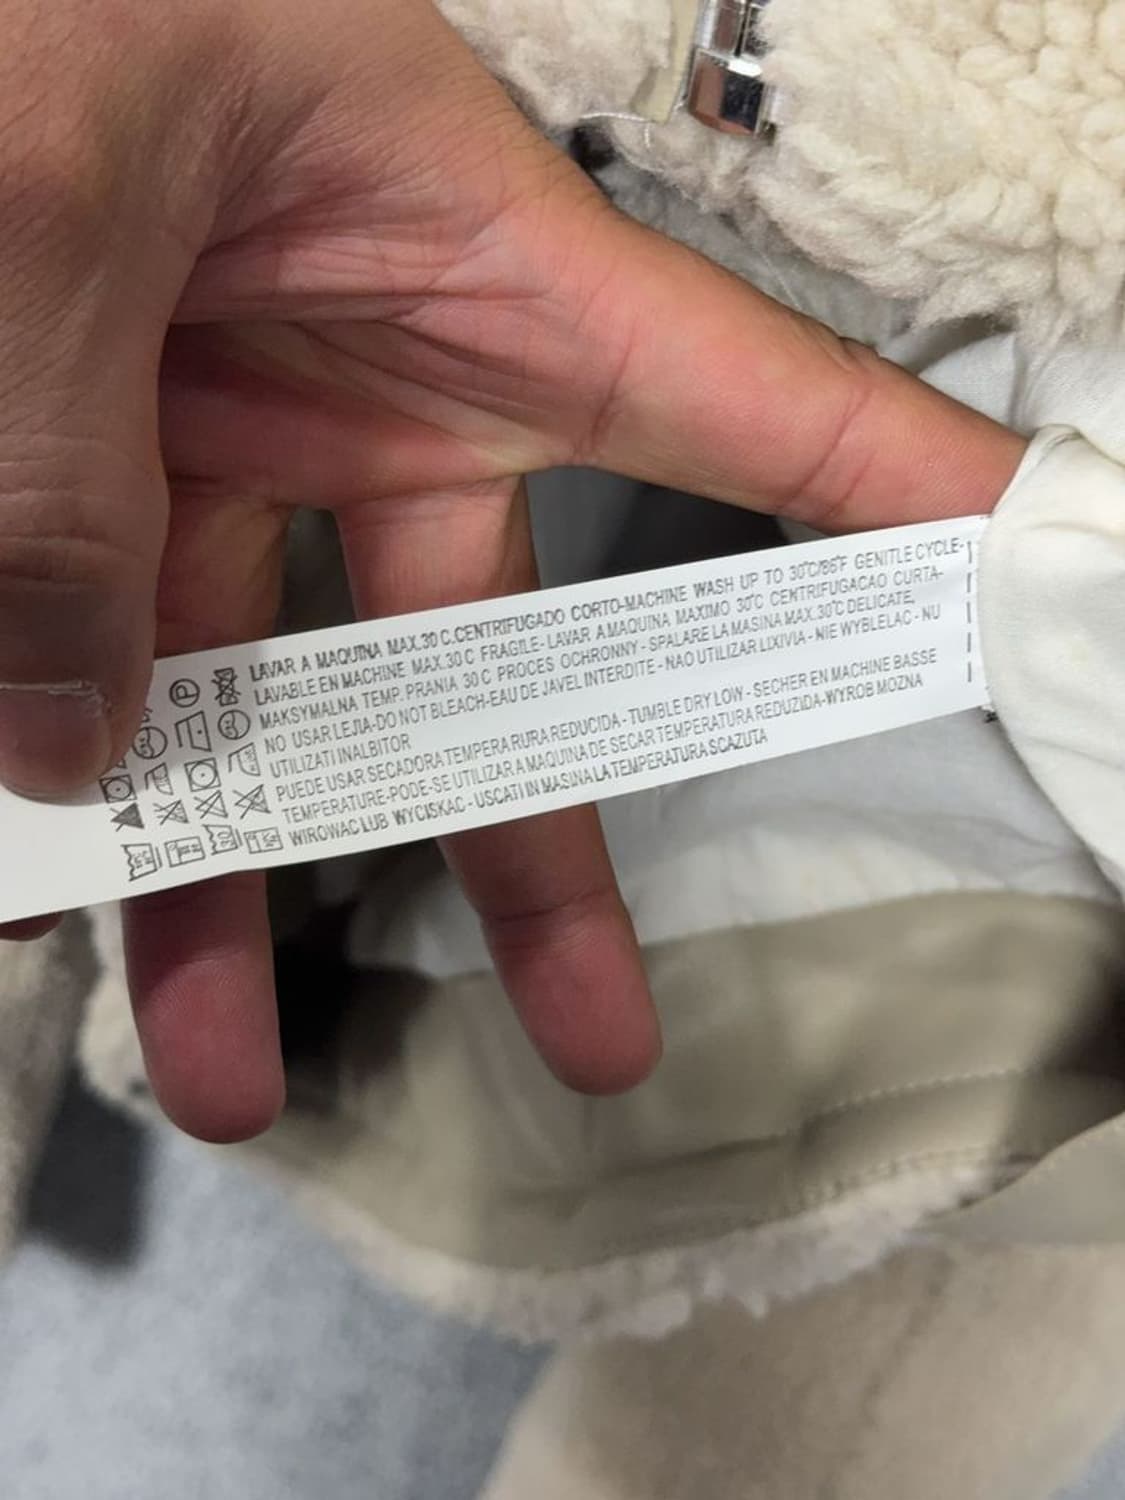 LAVAR A MAQUINA MAX.30 C.CENTRIFUGADO CORTO-MACHINE WASH UP TO 30°C/86°F GENITLE CYCLE-
LAVABLE EN MACHINE MAX.30 C FRAGILE-LAVAR A MAQUINA MAXIMO 30°C CENTRIFUGACAO CURTA-
MAKSYMALNA TEMP. PRANIA 30 C PROCES OCHRONNY - SPALARE LA MASINA MAX.30°C DELICATE,
NO USAR LEJIA-DO NOT BLEACH-EAU DE JAVEL INTERDITE - NAO UTILIZAR LIXIVIA - NIE WYBLELAC - NU
UTILIZATI INALBITOR
PUEDE USAR SECADORA TEMPERARURA REDUCIDA - TUMBLE DRY LOW - SECHER EN MACHINE BASSE
TEMPERATURE-PODE-SE UTILIZAR A MAQUINA DE SECAR TEMPERATURA REDUZIDA-WYROB MOZNA
WIROWAC LUB WYCISKAC - USCATI IN MASINA LA TEMPERATURA SCAZUTA